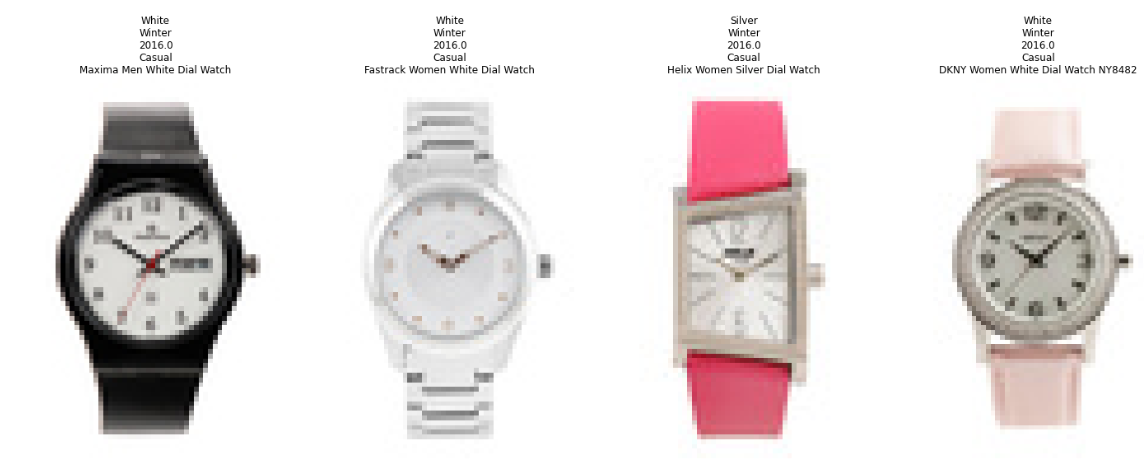 White
Winter
2016.0
Casual
Maxima Men White Dial Watch
White
Winter
2016.0
Casual
Fastrack Women White Dial Watch
Silver
Winter
2016.0
Casual
Helix Women Silver Dial Watch
White
Winter
2016.0
Casual
DKNY Women White Dial Watch NY8482